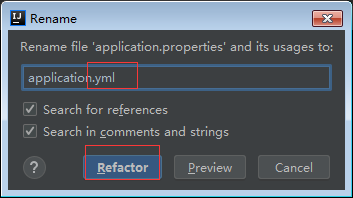 Rename
Rename file 'application.properties' and its usages to:
application.yml
Search for references
Search in comments and strings
? Refactor Preview Cancel